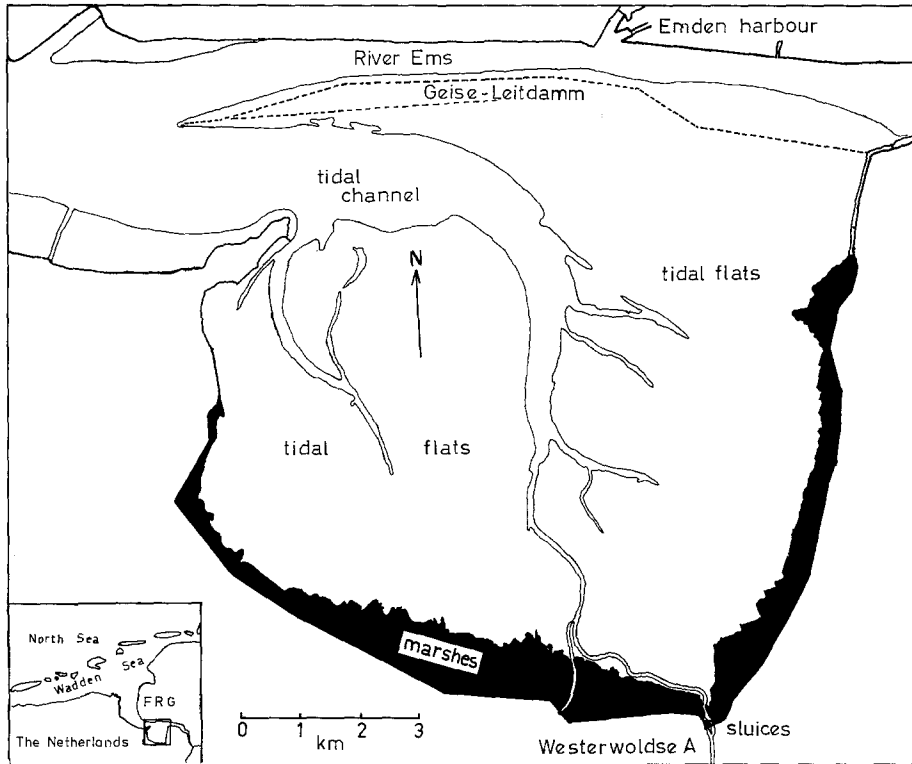 Emden harbour
River Ems
Geise-Leitdamm
tidal
channel
N
tidal flats
tidal flats
marshes
North Sea
Wadden Sea
FRG
The Netherlands
0 1 2 3
km
Westerwoldse A
sluices